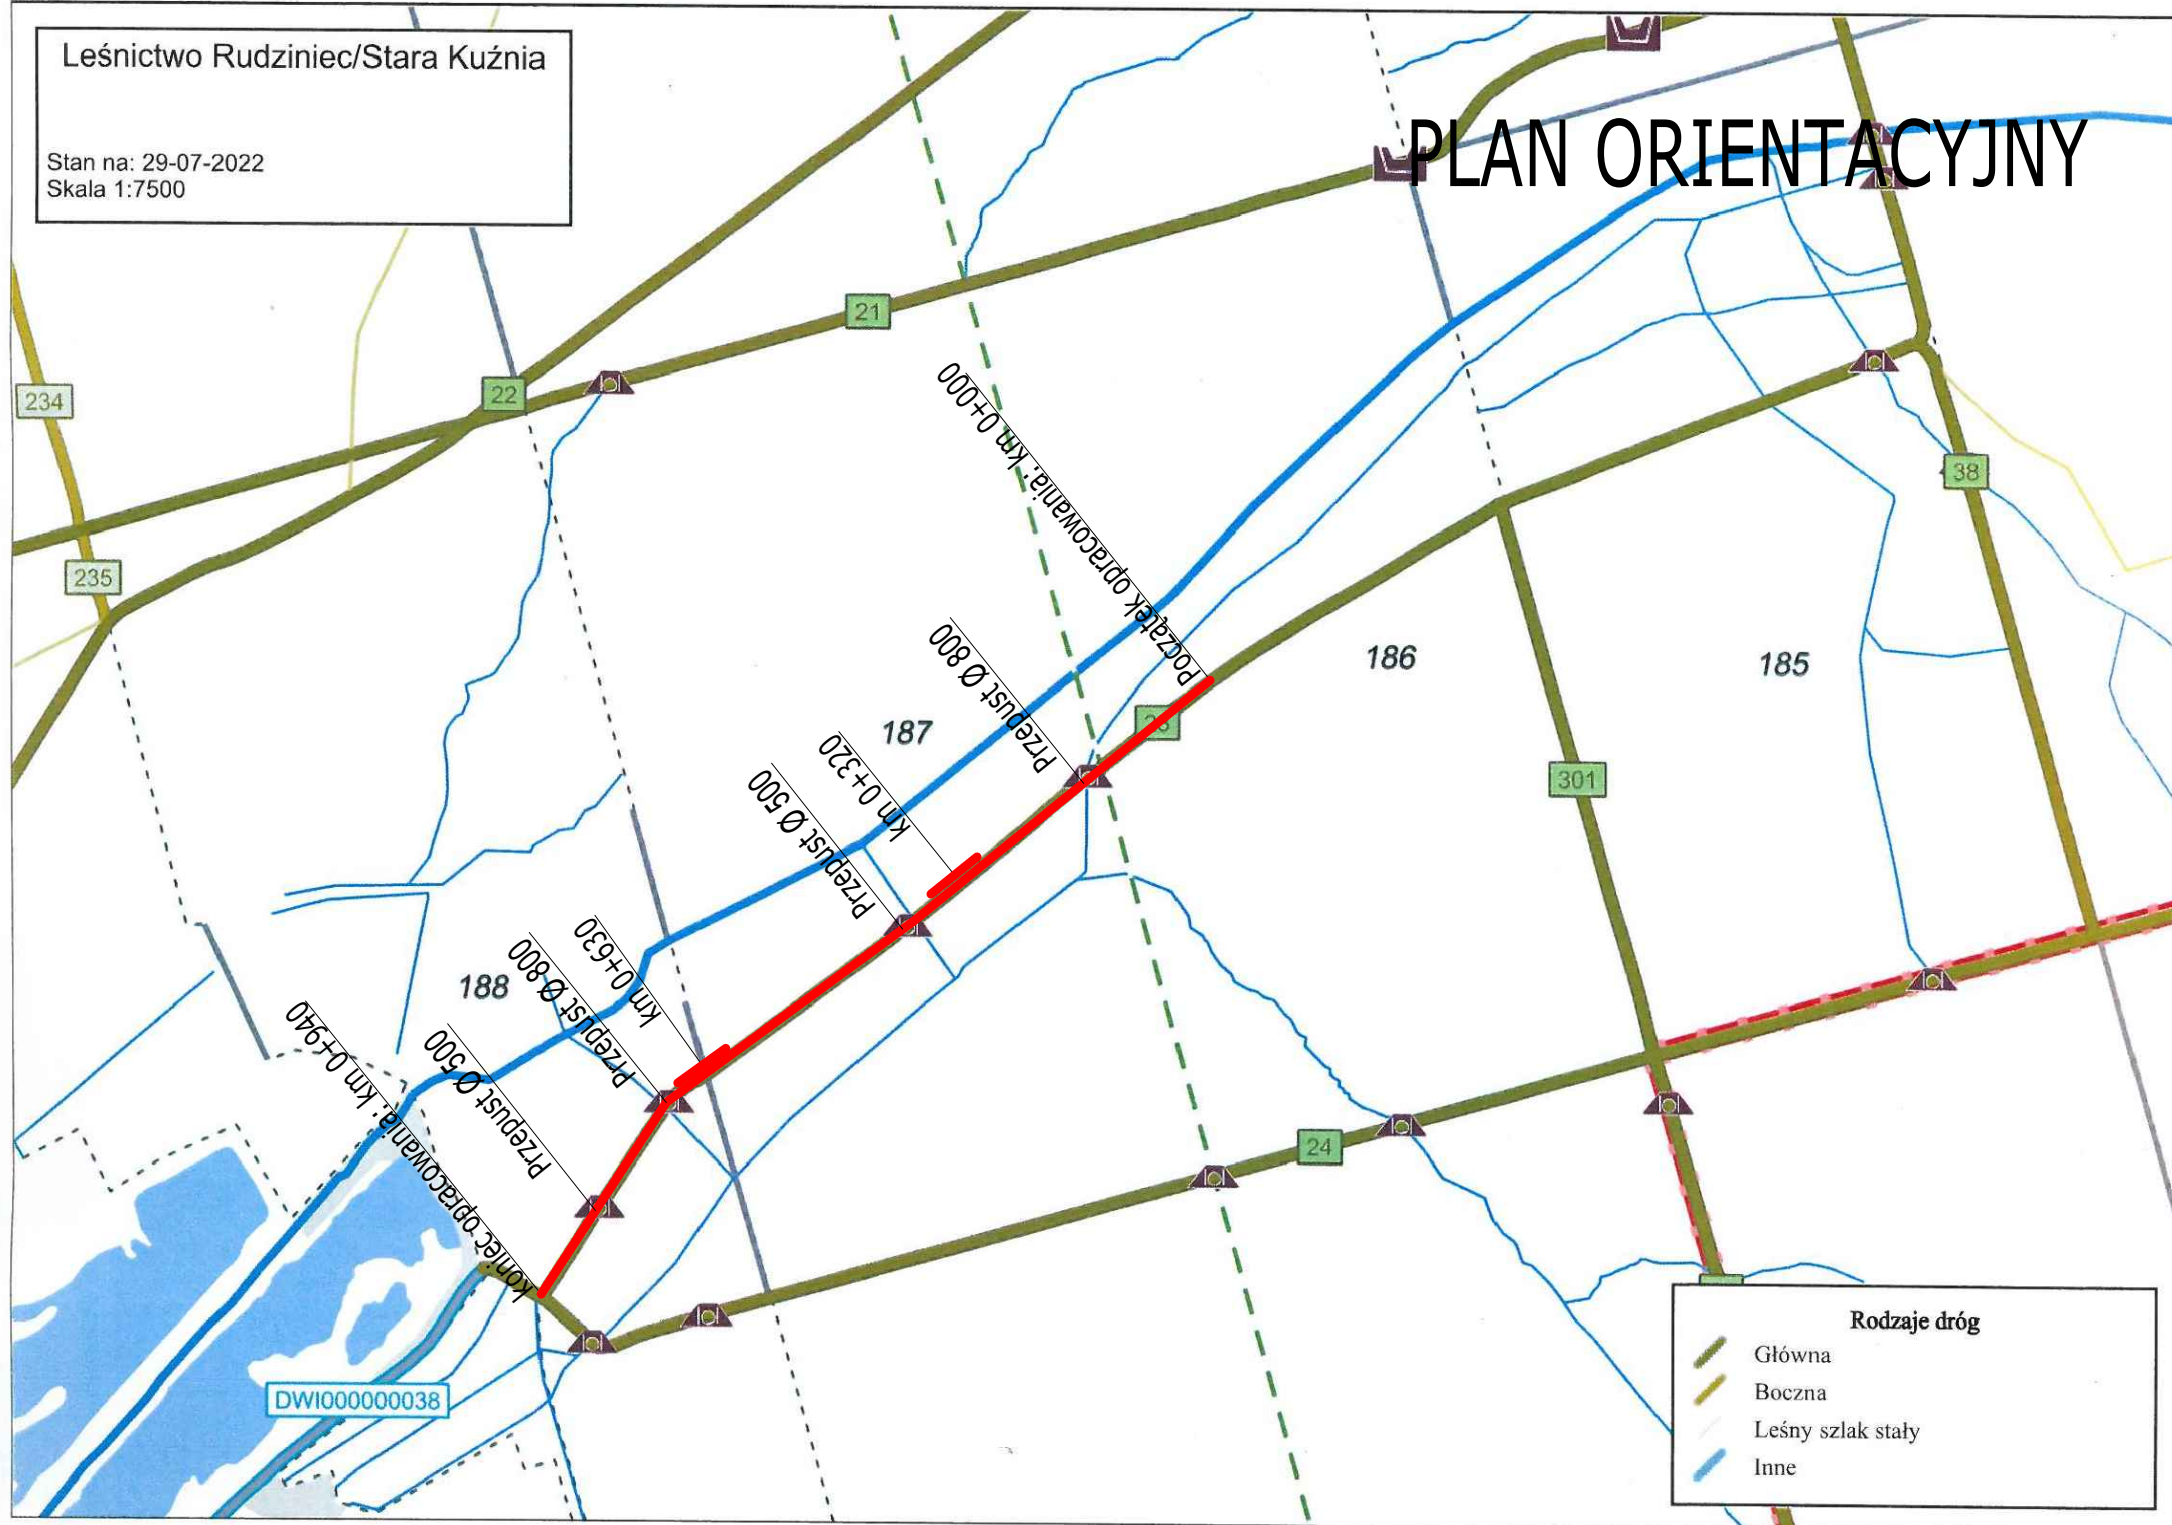 Leśnictwo Rudziniec/Stara Kuźnia
Stan na: 29-07-2022
Skala 1:7500
PLAN ORIENTACYJNY
21
22
234
235
38
Początek opracowania: km 0+000
Przepust Ø 800
km 0+320
Przepust Ø 500
km 0+630
Przepust Ø 800
Przepust Ø 500
koniec opracowania: km 0+940
186
185
187
188
301
24
DWI000000038
Rodzaje dróg
Główna
Boczna
Leśny szlak stały
Inne